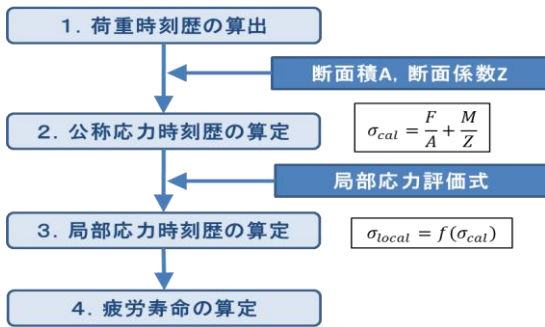 1. 荷重時刻歴の算出
断面積A, 断面係数Z
2. 公称応力時刻歴の算定
σ_cal = F/A + M/Z
局部応力評価式
3. 局部応力時刻歴の算定
σ_local = f(σ_cal)
4. 疲労寿命の算定